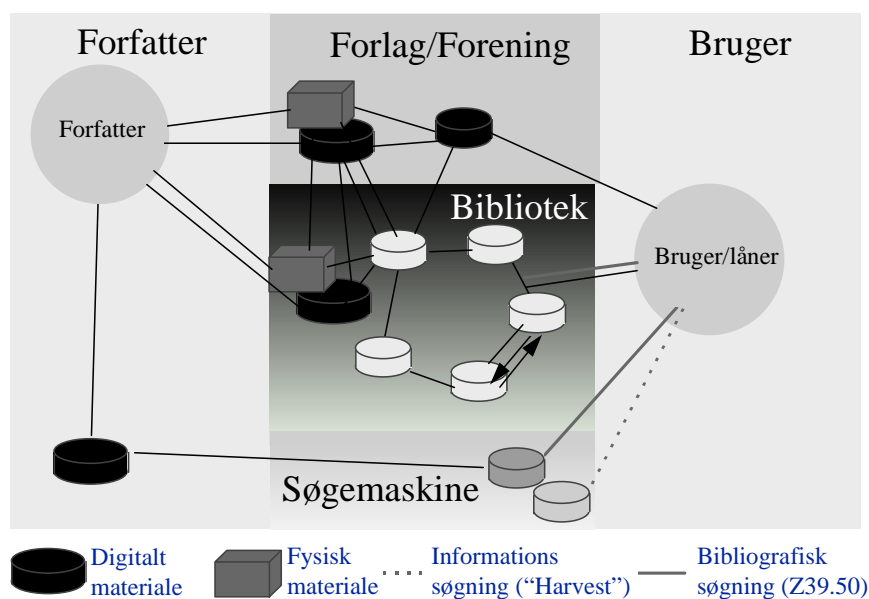 Forfatter
Forlag/Forening
Bruger
Forfatter
Bibliotek
Bruger/låner
Søgemaskine
Digitalt
materiale
Fysisk
materiale
Informations
søgning (“Harvest”)
Bibliografisk
søgning (Z39.50)